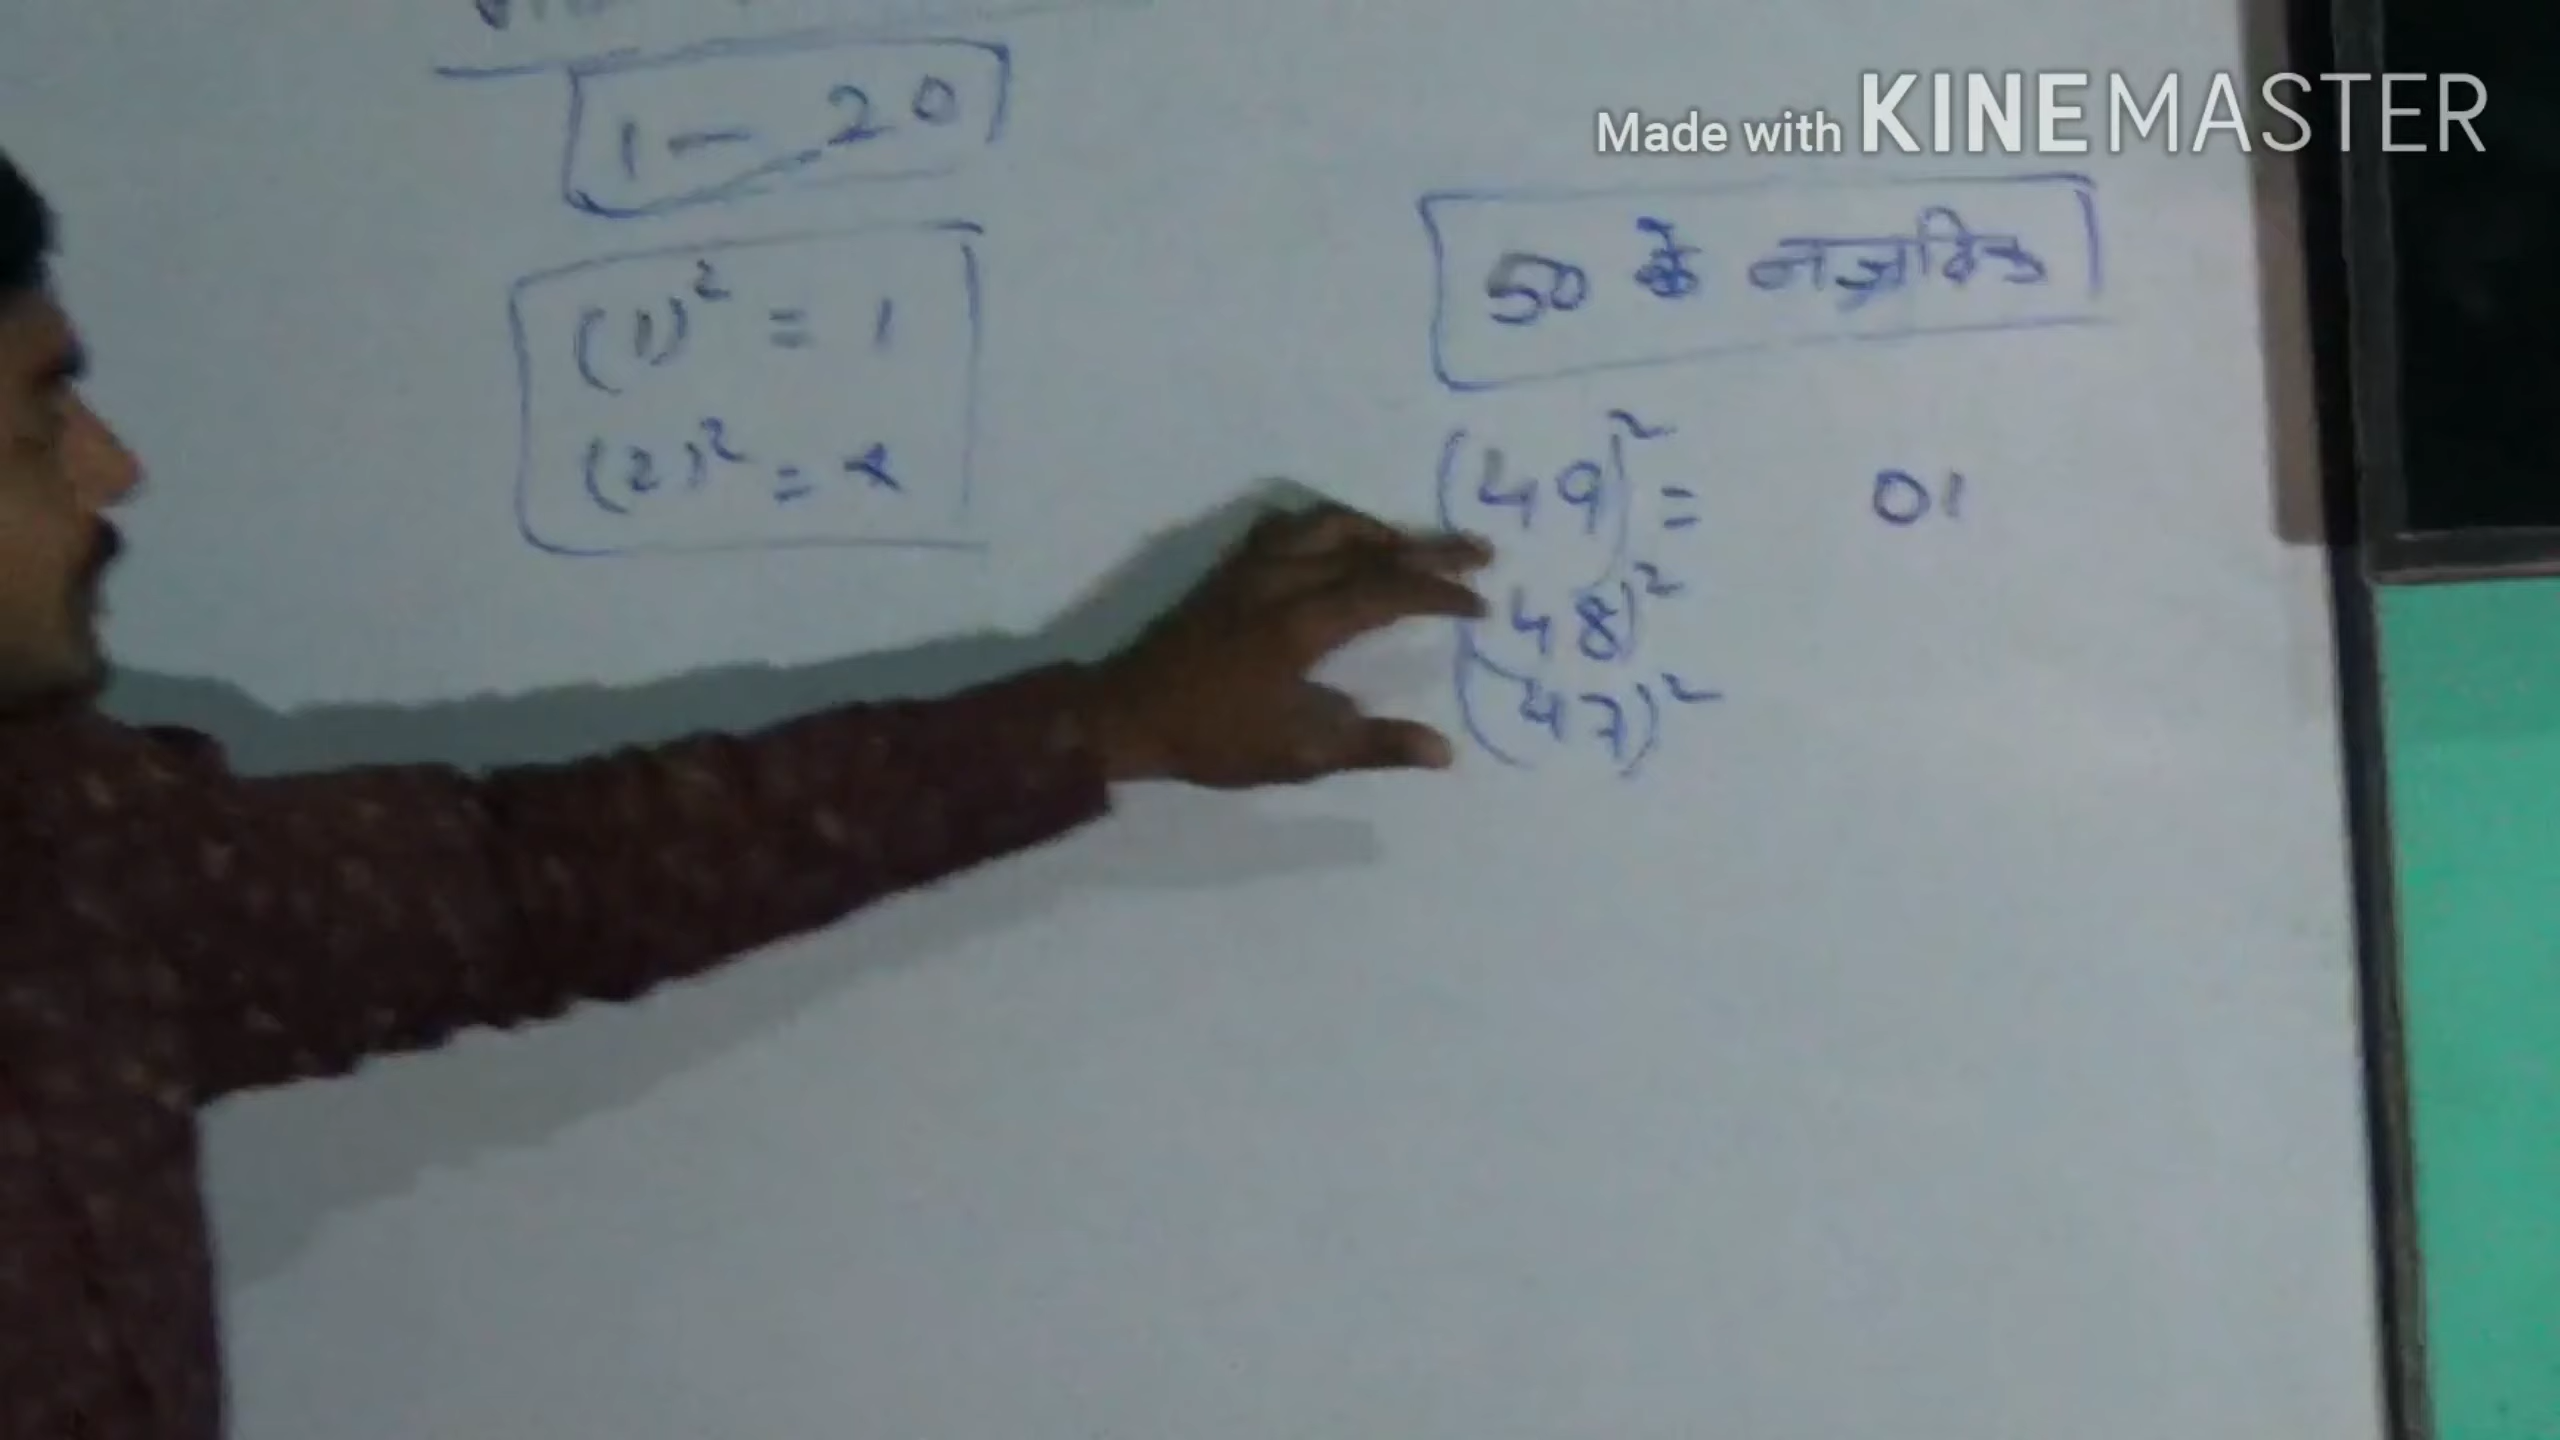 Made with KINEMASTER
1 - 20
(1)² = 1
(2)² = 4
50 के नज़दिक
(49)² = 01
(48)²
(47)²